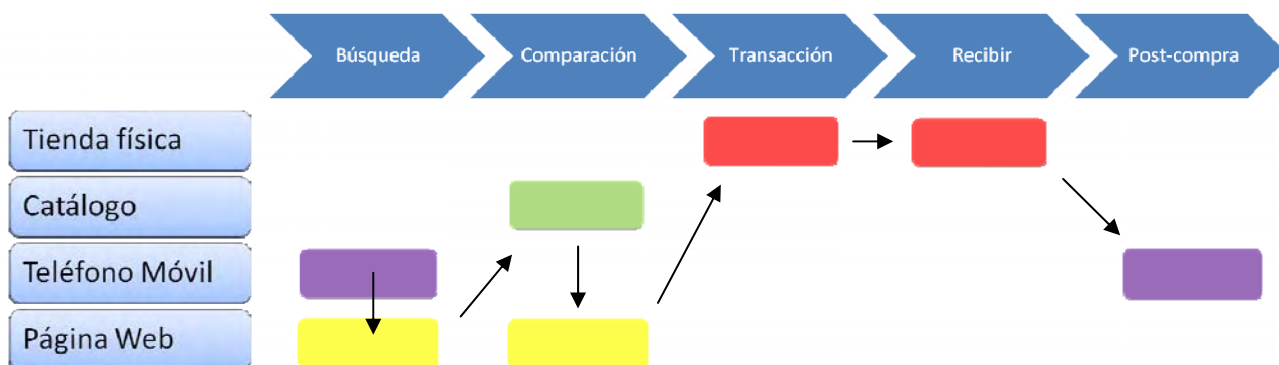 Búsqueda
Comparación
Transacción
Recibir
Post-compra
Tienda física
Catálogo
Teléfono Móvil
Página Web